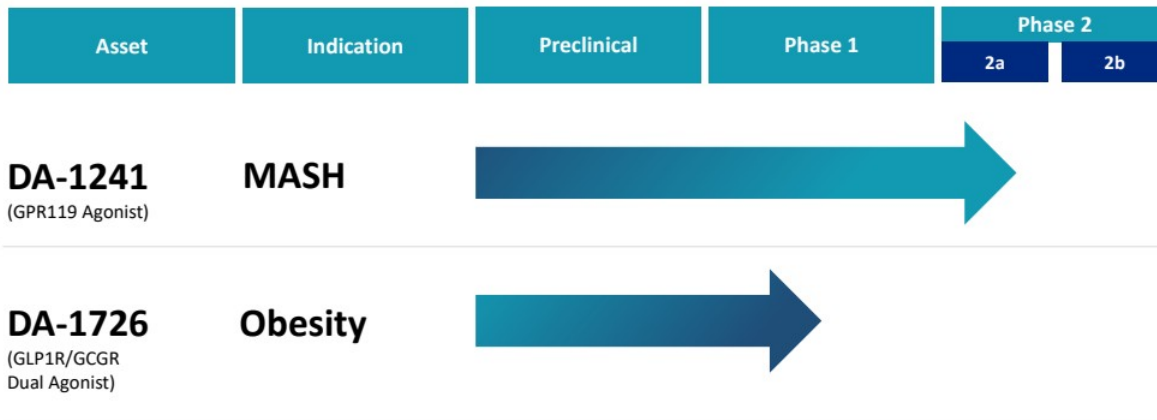 Asset Indication Preclinical Phase 1 Phase 2
2a 2b
DA-1241 MASH
(GPR119 Agonist)
DA-1726 Obesity
(GLP1R/GCGR
Dual Agonist)